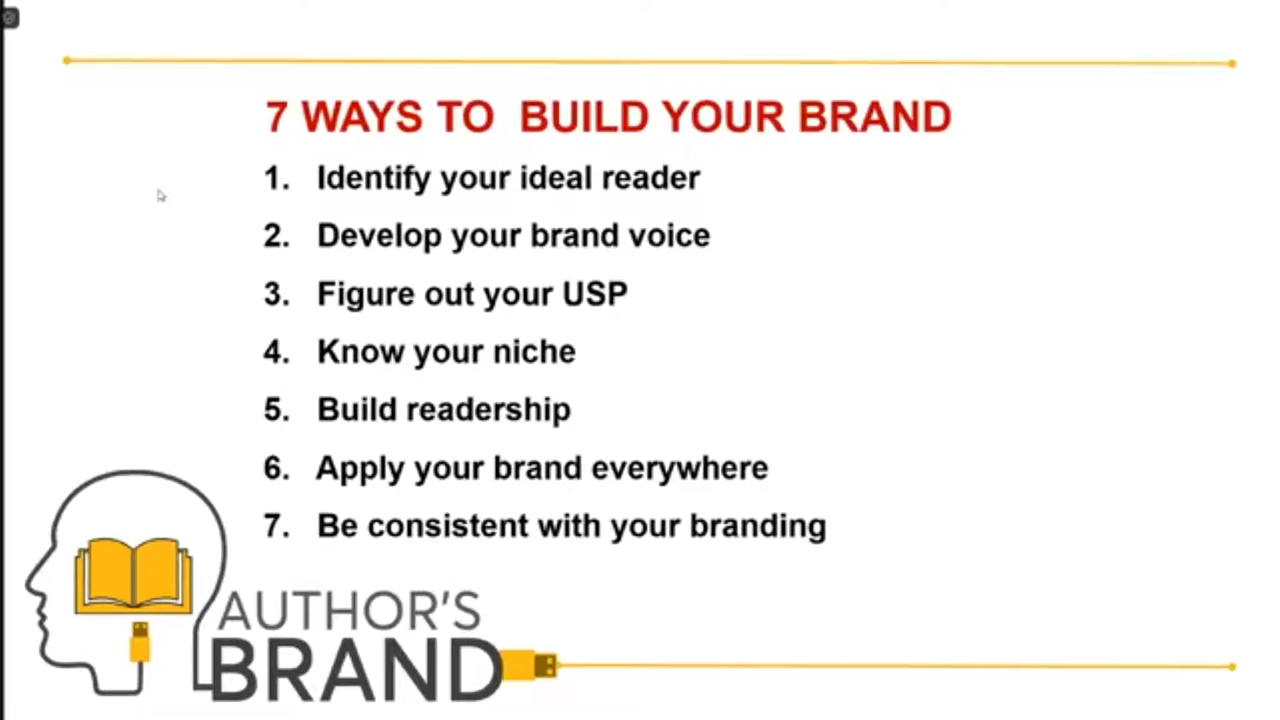 7 WAYS TO  BUILD YOUR BRAND
1. Identify your ideal reader
2. Develop your brand voice
3. Figure out your USP
4. Know your niche
5. Build readership
6. Apply your brand everywhere
7. Be consistent with your branding
AUTHOR'S
BRAND